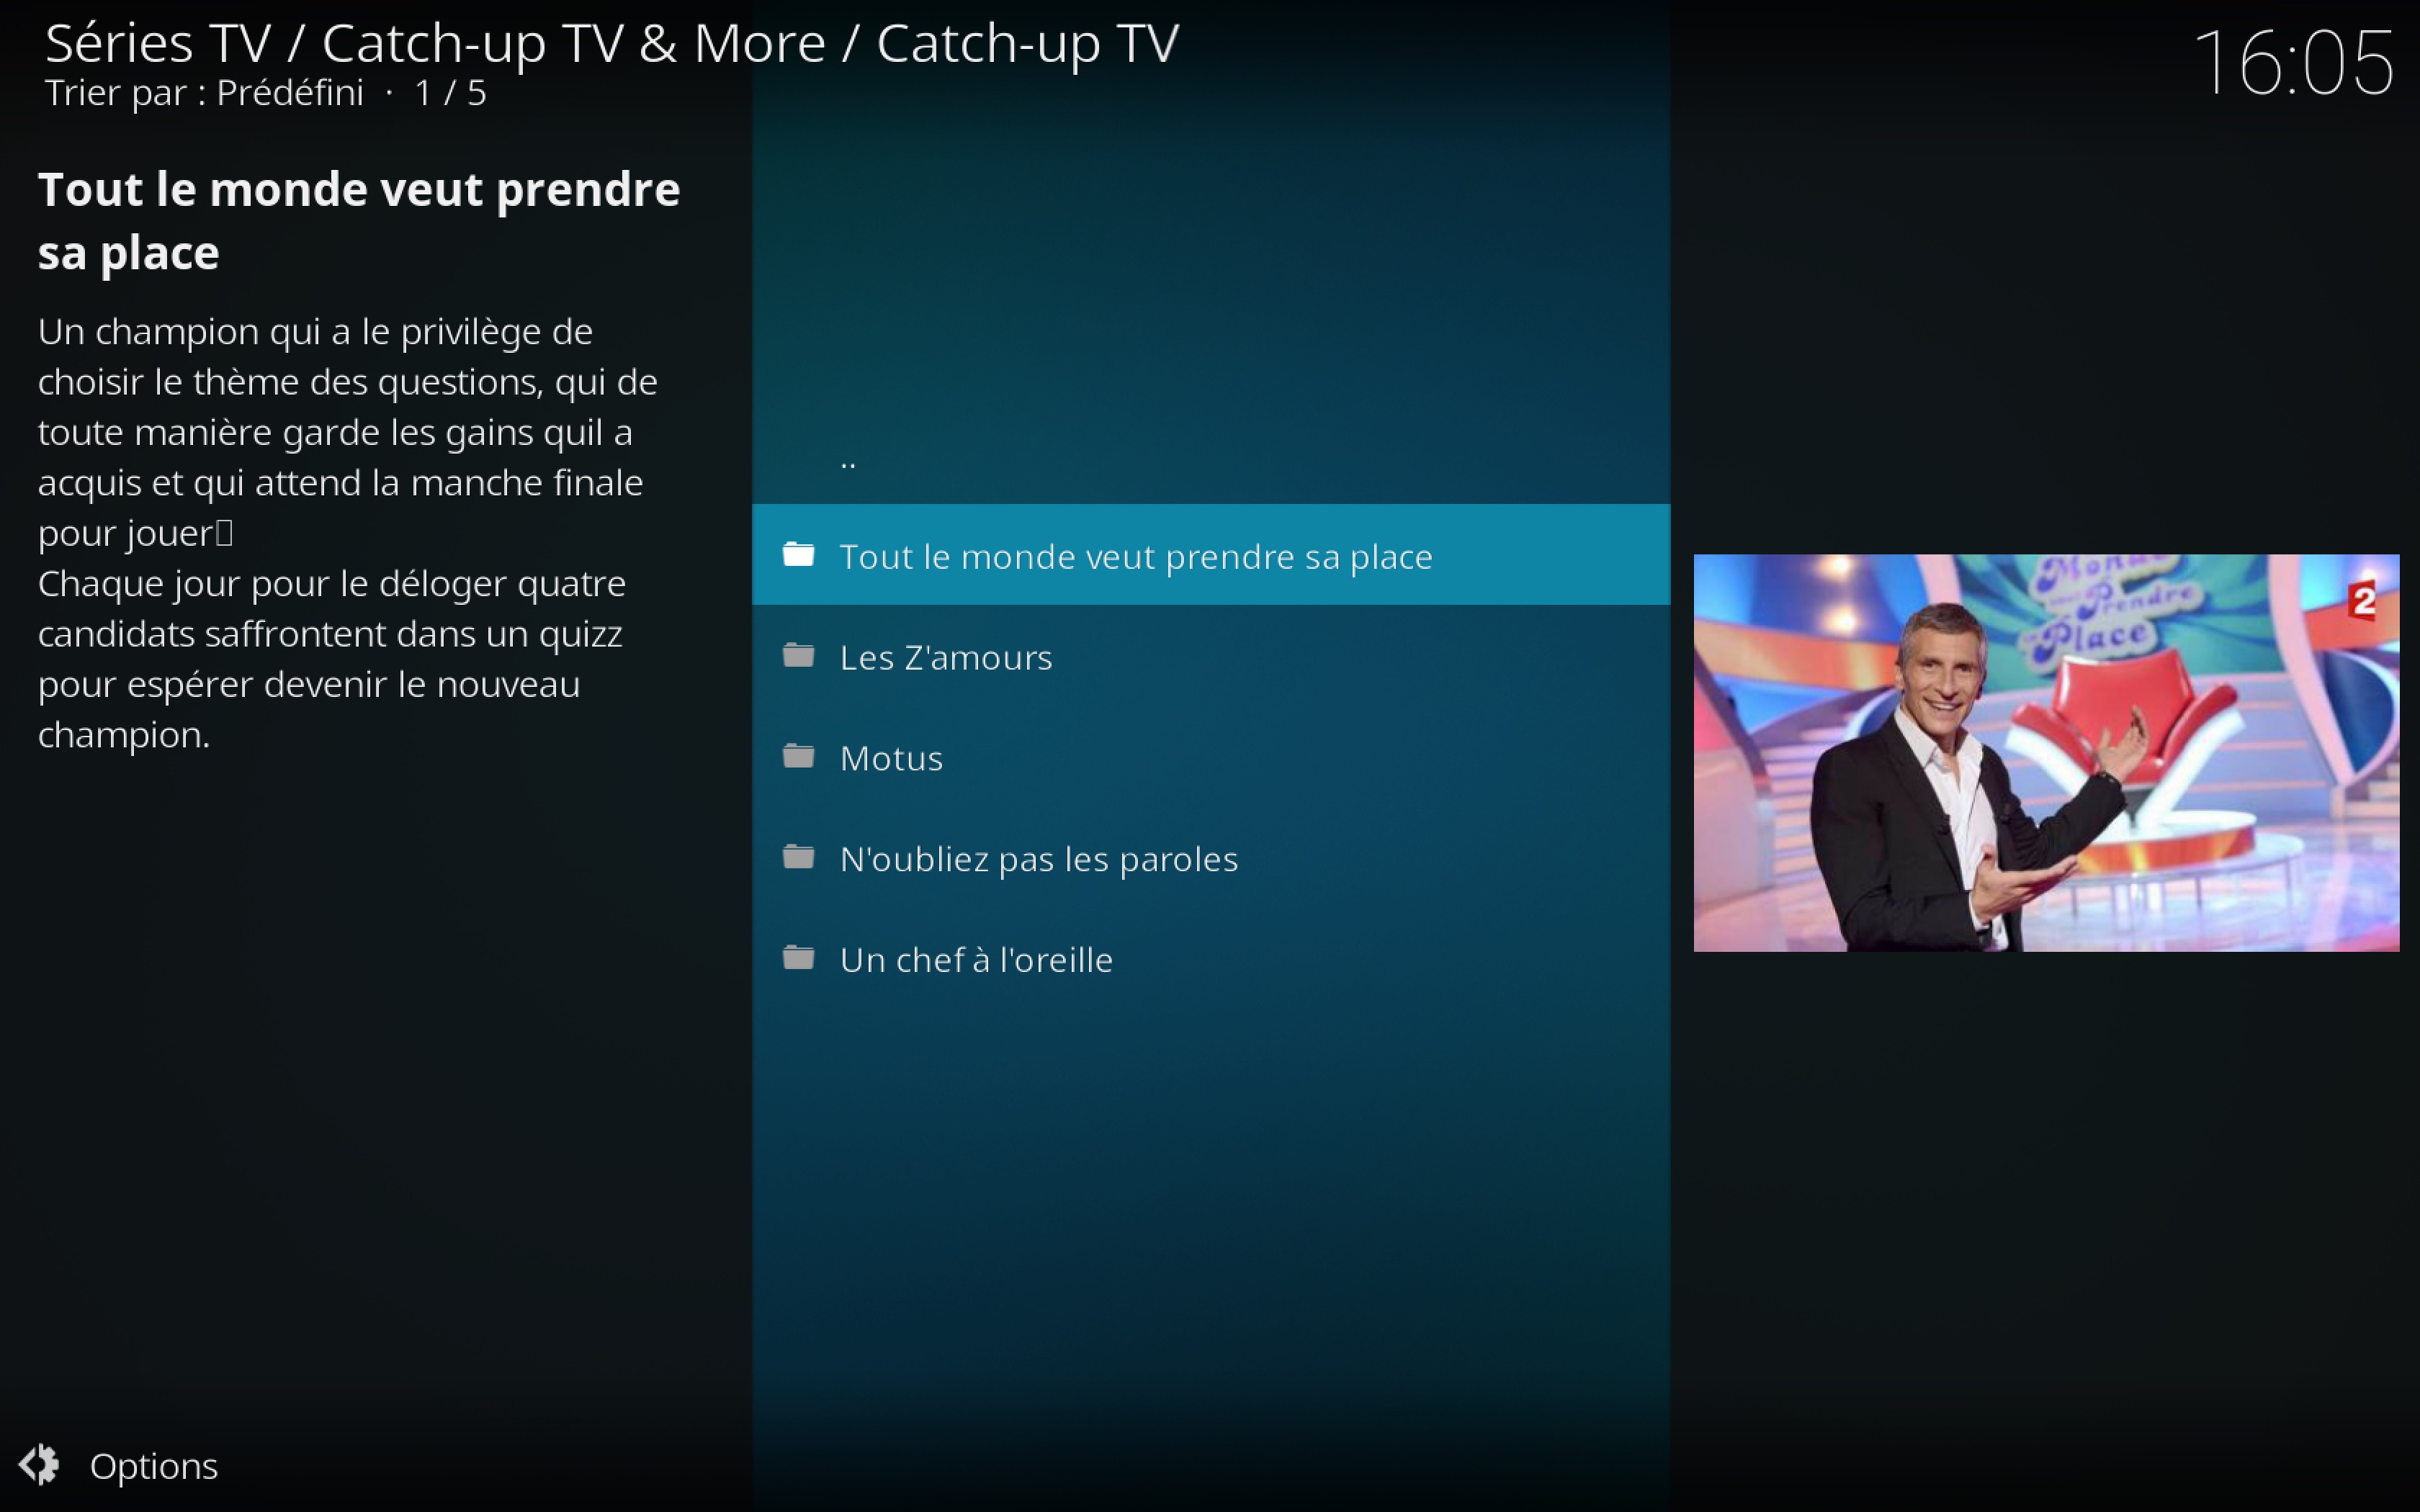 Séries TV / Catch-up TV & More / Catch-up TV
Trier par : Prédéfini · 1 / 5
16:05
Tout le monde veut prendre
sa place
Un champion qui a le privilège de
choisir le thème des questions, qui de
toute manière garde les gains quil a
acquis et qui attend la manche finale
pour jouer
Chaque jour pour le déloger quatre
candidats saffrontent dans un quizz
pour espérer devenir le nouveau
champion.
..
Tout le monde veut prendre sa place
Les Z'amours
Motus
N'oubliez pas les paroles
Un chef à l'oreille
Monde
Prendre
Place
2
Options